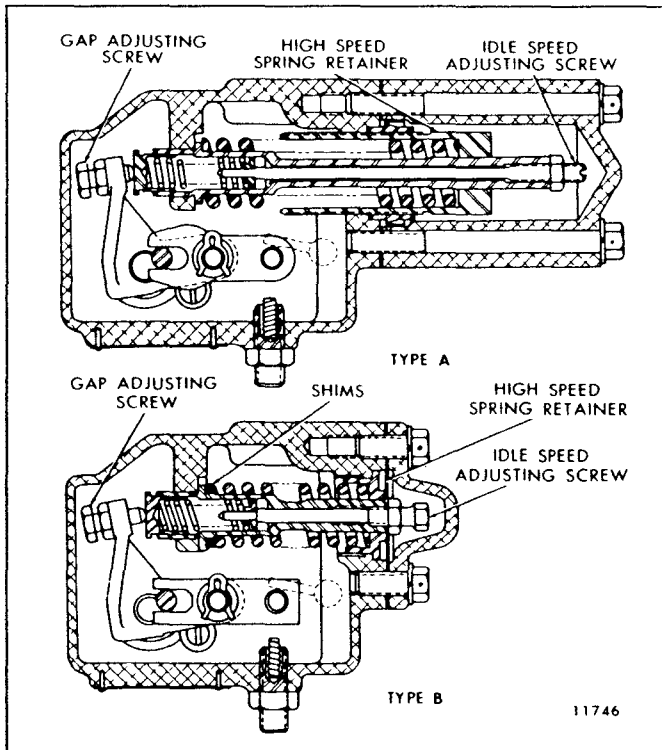 GAP ADJUSTING
SCREW
HIGH SPEED
SPRING RETAINER
IDLE SPEED
ADJUSTING SCREW
TYPE A
GAP ADJUSTING
SCREW
SHIMS
HIGH SPEED
SPRING RETAINER
IDLE SPEED
ADJUSTING SCREW
TYPE B
11746